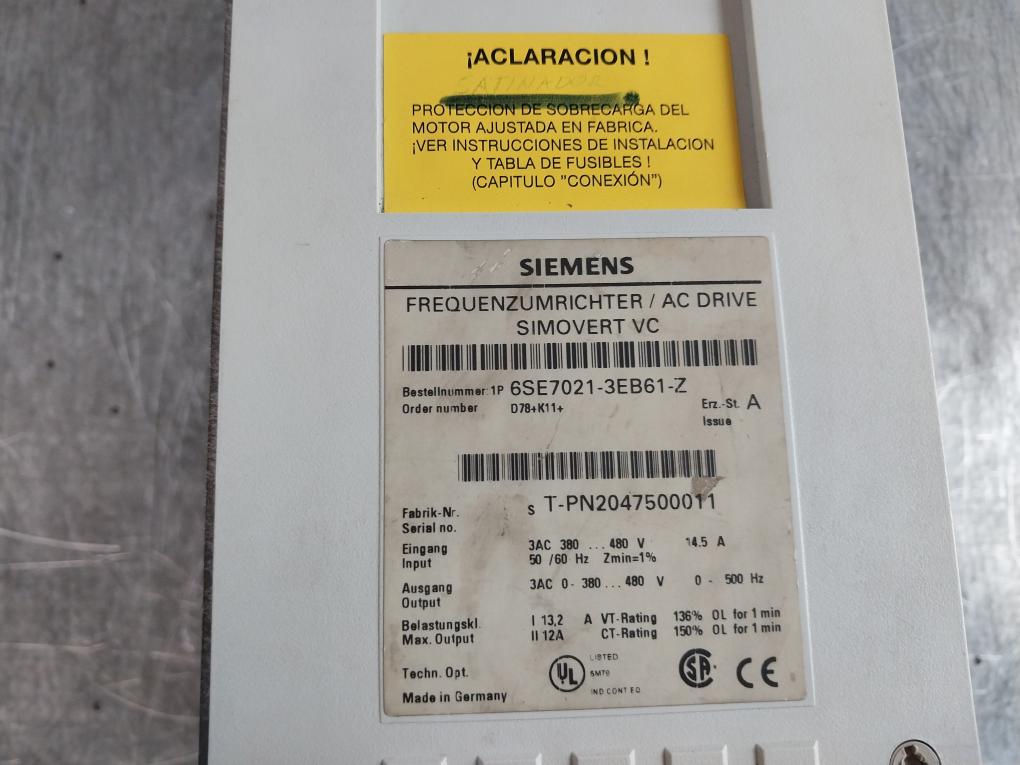 ¡ACLARACION !
SATINADOR
PROTECCION DE SOBRECARGA DEL
MOTOR AJUSTADA EN FABRICA.
¡VER INSTRUCCIONES DE INSTALACION
Y TABLA DE FUSIBLES !
(CAPITULO "CONEXIÓN")
SIEMENS
FREQUENZUMRICHTER / AC DRIVE
SIMOVERT VC
Bestellnummer: 1P 6SE7021-3EB61-Z
Order number D78+K11+ Erz.-St. A
Issue
Fabrik-Nr. S T-PN2047500011
Serial no.
Eingang 3AC 380 ... 480 V 14.5 A
Input 50 /60 Hz Zmin=1%
Ausgang 3AC 0- 380 ... 480 V 0 - 500 Hz
Output
Belastungskl. I 13,2 A VT-Rating 136% OL for 1 min
Max. Output II 12A CT-Rating 150% OL for 1 min
Techn. Opt. UL LISTED SA CE
5MT9
IND CONT EQ
Made in Germany